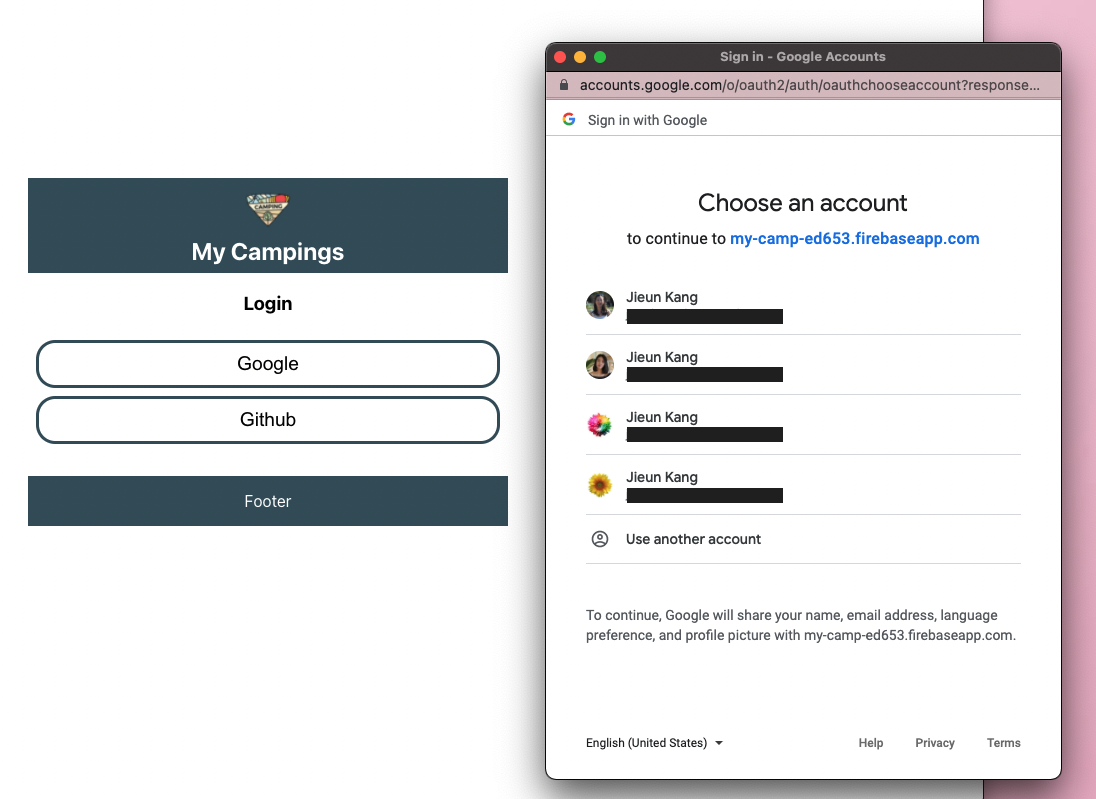 CAMPING
My Campings
Login
Google
Github
Footer
Sign in - Google Accounts
accounts.google.com/o/oauth2/auth/oauthchooseaccount?response...
Sign in with Google
Choose an account
to continue to my-camp-ed653.firebaseapp.com
Jieun Kang
Jieun Kang
Jieun Kang
Jieun Kang
Use another account
To continue, Google will share your name, email address, language
preference, and profile picture with my-camp-ed653.firebaseapp.com.
English (United States)
Help Privacy Terms